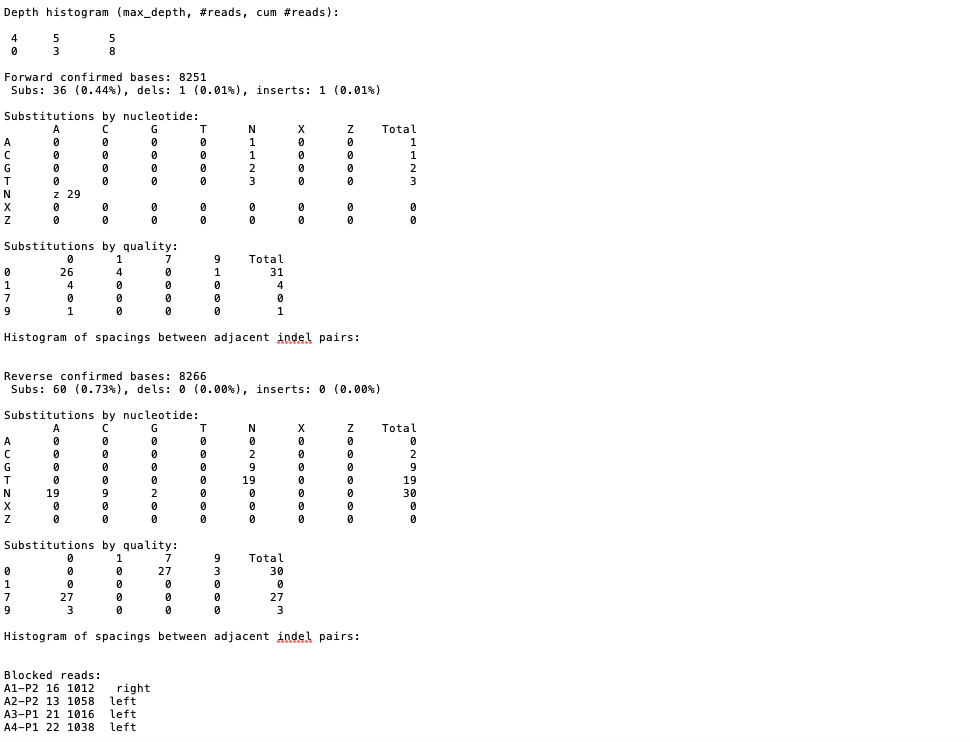 Depth histogram (max_depth, #reads, cum #reads):
4 5 5
0 3 8
Forward confirmed bases: 8251
Subs: 36 (0.44%), dels: 1 (0.01%), inserts: 1 (0.01%)
Substitutions by nucleotide:
A C G T N X Z Total
A 0 0 0 0 1 0 0 1
C 0 0 0 0 1 0 0 1
G 0 0 0 0 2 0 0 2
T 0 0 0 0 3 0 0 3
N z 29
X 0 0 0 0 0 0 0 0
Z 0 0 0 0 0 0 0 0
Substitutions by quality:
0 1 7 9 Total
0 26 4 0 1 31
1 4 0 0 0 4
7 0 0 0 0 0
9 1 0 0 0 1
Histogram of spacings between adjacent indel pairs:
Reverse confirmed bases: 8266
Subs: 60 (0.73%), dels: 0 (0.00%), inserts: 0 (0.00%)
Substitutions by nucleotide:
A C G T N X Z Total
A 0 0 0 0 0 0 0 0
C 0 0 0 0 2 0 0 2
G 0 0 0 0 9 0 0 9
T 0 0 0 0 19 0 0 19
N 19 9 2 0 0 0 0 30
X 0 0 0 0 0 0 0 0
Z 0 0 0 0 0 0 0 0
Substitutions by quality:
0 1 7 9 Total
0 0 0 27 3 30
1 0 0 0 0 0
7 27 0 0 0 27
9 3 0 0 0 3
Histogram of spacings between adjacent indel pairs:
Blocked reads:
A1-P2 16 1012 right
A2-P2 13 1058 left
A3-P1 21 1016 left
A4-P1 22 1038 left